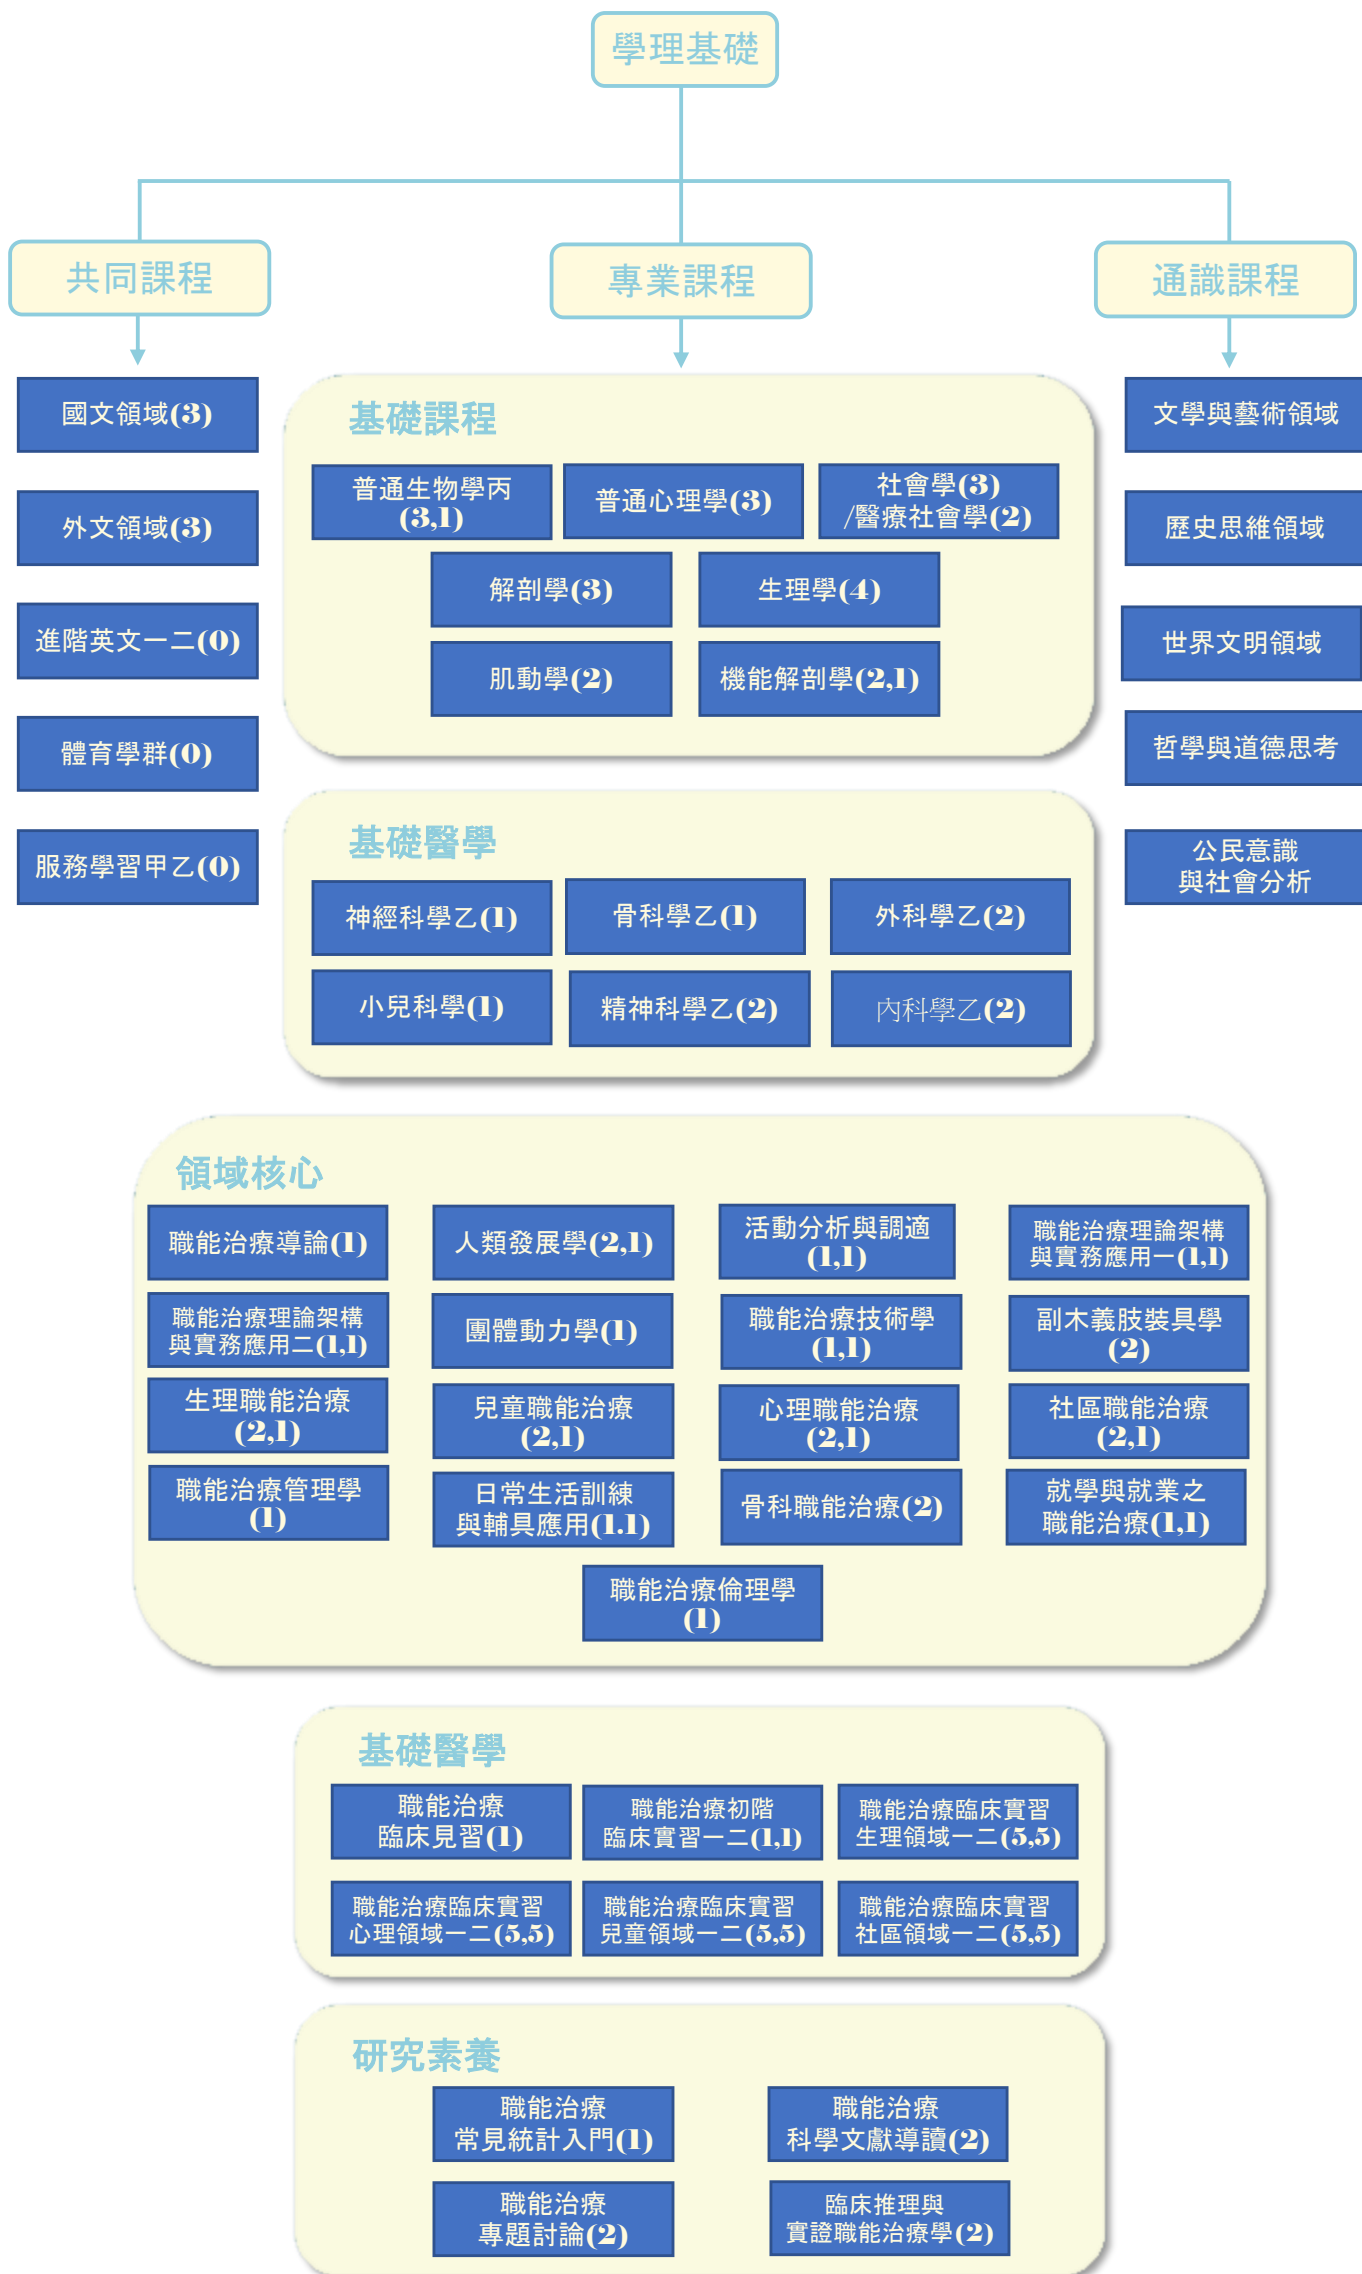 學理基礎
共同課程
專業課程
通識課程
國文領域(3)
外文領域(3)
進階英文一二(0)
體育學群(0)
服務學習甲乙(0)
基礎課程
普通生物學丙
(3,1)
普通心理學(3)
社會學(3)
/醫療社會學(2)
解剖學(3)
生理學(4)
肌動學(2)
機能解剖學(2,1)
基礎醫學
神經科學乙(1)
骨科學乙(1)
外科學乙(2)
小兒科學(1)
精神科學乙(2)
內科學乙(2)
文學與藝術領域
歷史思維領域
世界文明領域
哲學與道德思考
公民意識
與社會分析
領域核心
職能治療導論(1)
人類發展學(2,1)
活動分析與調適
(1,1)
職能治療理論架構
與實務應用一(1,1)
職能治療理論架構
與實務應用二(1,1)
團體動力學(1)
職能治療技術學
(1,1)
副木義肢裝具學
(2)
生理職能治療
(2,1)
兒童職能治療
(2,1)
心理職能治療
(2,1)
社區職能治療
(2,1)
職能治療管理學
(1)
日常生活訓練
與輔具應用(1.1)
骨科職能治療(2)
就學與就業之
職能治療(1,1)
職能治療倫理學
(1)
基礎醫學
職能治療
臨床見習(1)
職能治療初階
臨床實習一二(1,1)
職能治療臨床實習
生理領域一二(5,5)
職能治療臨床實習
心理領域一二(5,5)
職能治療臨床實習
兒童領域一二(5,5)
職能治療臨床實習
社區領域一二(5,5)
研究素養
職能治療
常見統計入門(1)
職能治療
科學文獻導讀(2)
職能治療
專題討論(2)
臨床推理與
實證職能治療學(2)